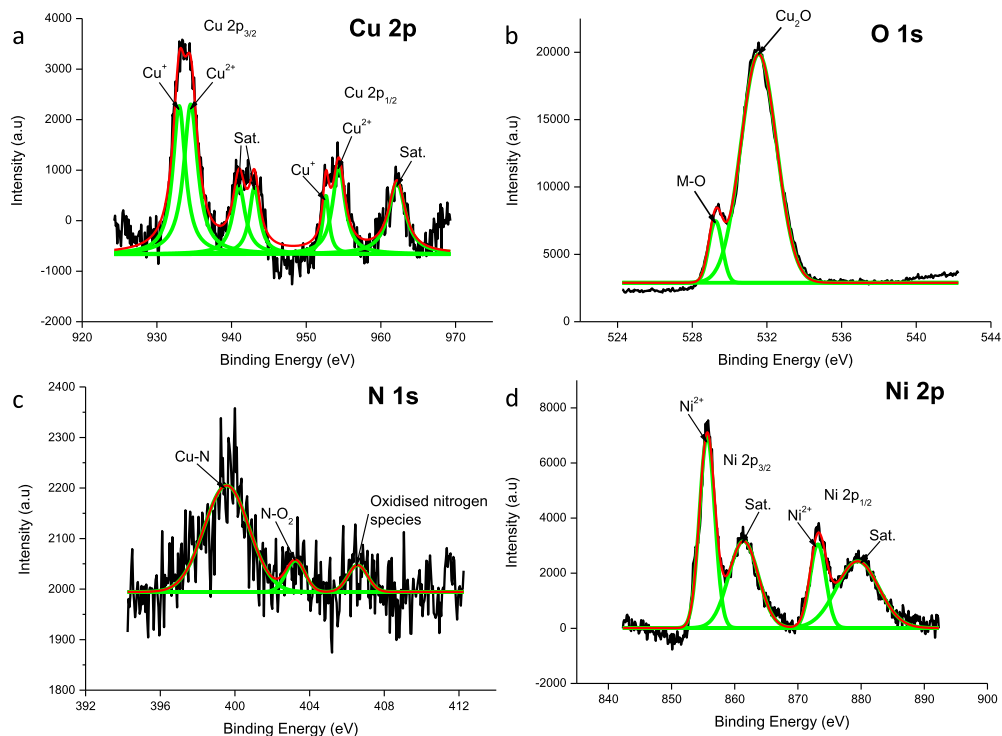 a
Cu 2p
Cu 2p3/2
Cu+
Cu2+
Sat.
Cu 2p1/2
Cu+
Cu2+
Sat.
4000
3000
2000
1000
0
-1000
-2000
Intensity (a.u)
920 930 940 950 960 970
Binding Energy (eV)
b
O 1s
Cu2O
M-O
20000
15000
10000
5000
0
Intensity (a.u)
524 528 532 536 540 544
Binding Energy (eV)
c
N 1s
Cu-N
N-O2
Oxidised nitrogen
species
2400
2300
2200
2100
2000
1900
1800
Intensity (a.u)
392 396 400 404 408 412
Binding Energy (eV)
d
Ni 2p
Ni2+
Ni 2p3/2
Sat.
Ni 2p1/2
Ni2+
Sat.
8000
6000
4000
2000
0
-2000
Intensity (a.u)
840 850 860 870 880 890 900
Binding Energy (eV)